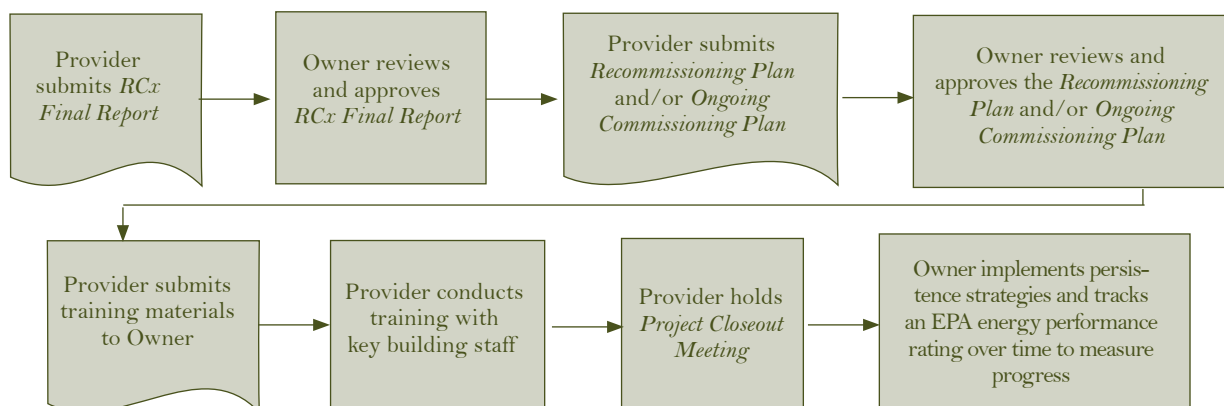 Provider
submits RCx
Final Report
Owner reviews
and approves
RCx Final Report
Provider submits
Recommissioning Plan
and/or Ongoing
Commissioning Plan
Owner reviews and
approves the Recommissioning
Plan and/or Ongoing
Commissioning Plan
Provider submits
training materials
to Owner
Provider conducts
training with
key building staff
Provider holds
Project Closeout
Meeting
Owner implements persis-
tence strategies and tracks
an EPA energy performance
rating over time to measure
progress